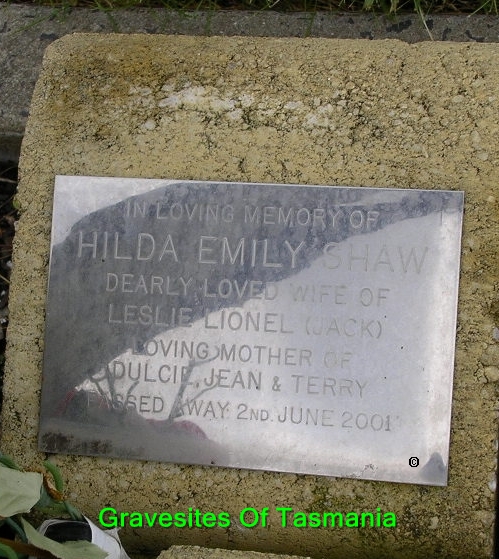 IN LOVING MEMORY OF
HILDA EMILY SHAW
DEARLY LOVED WIFE OF
LESLIE LIONEL (JACK)
LOVING MOTHER OF
DULCIE, JEAN & TERRY
PASSED AWAY 2ND. JUNE 2001
©
Gravesites Of Tasmania